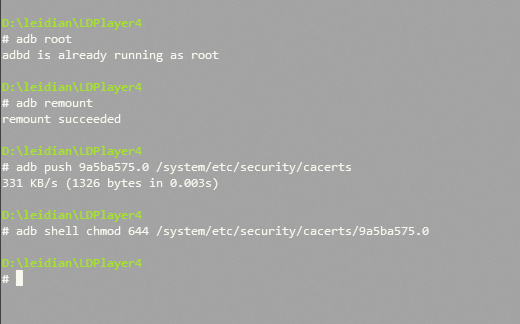 D:\leidian\LDPlayer4
# adb root
adbd is already running as root
D:\leidian\LDPlayer4
# adb remount
remount succeeded
D:\leidian\LDPlayer4
# adb push 9a5ba575.0 /system/etc/security/cacerts
331 KB/s (1326 bytes in 0.003s)
D:\leidian\LDPlayer4
# adb shell chmod 644 /system/etc/security/cacerts/9a5ba575.0
D:\leidian\LDPlayer4
#